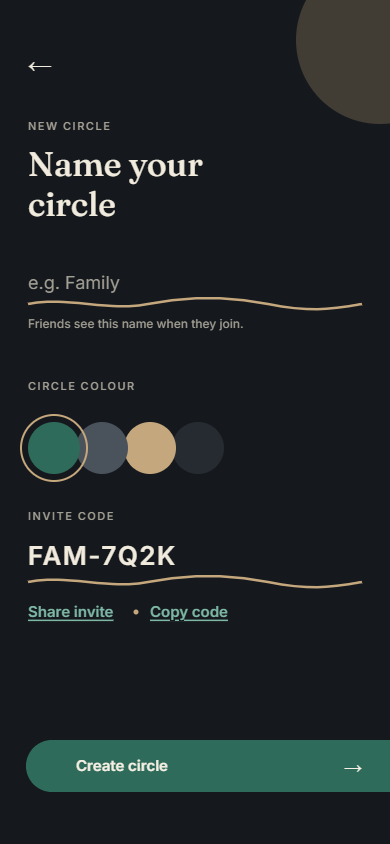 ←
NEW CIRCLE
Name your
circle
e.g. Family
Friends see this name when they join.
CIRCLE COLOUR
INVITE CODE
FAM-7Q2K
Share invite • Copy code
Create circle →